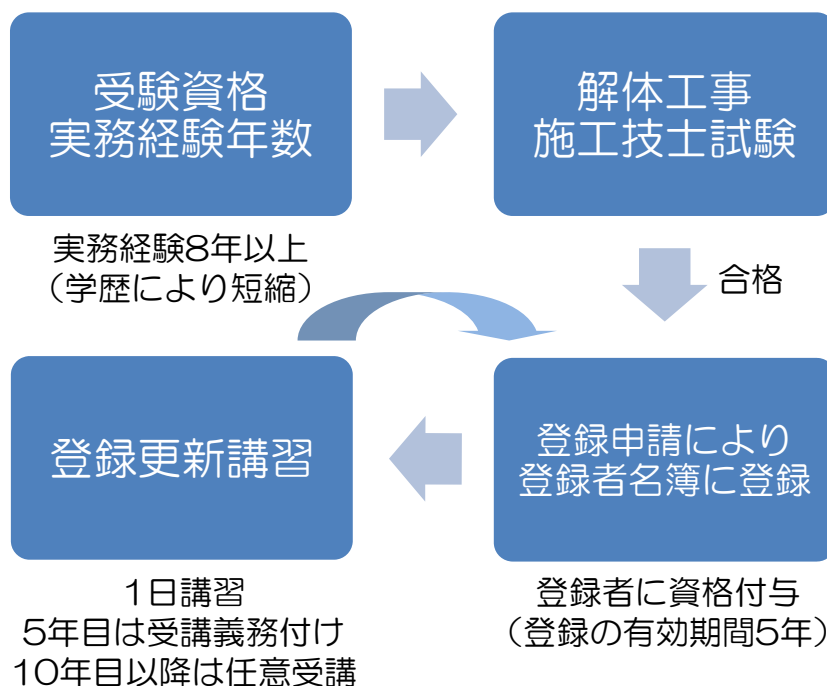 受験資格
実務経験年数
解体工事
施工技士試験
実務経験8年以上
（学歴により短縮）
合格
登録更新講習
登録申請により
登録者名簿に登録
1日講習
5年目は受講義務付け
10年目以降は任意受講
登録者に資格付与
（登録の有効期間5年）